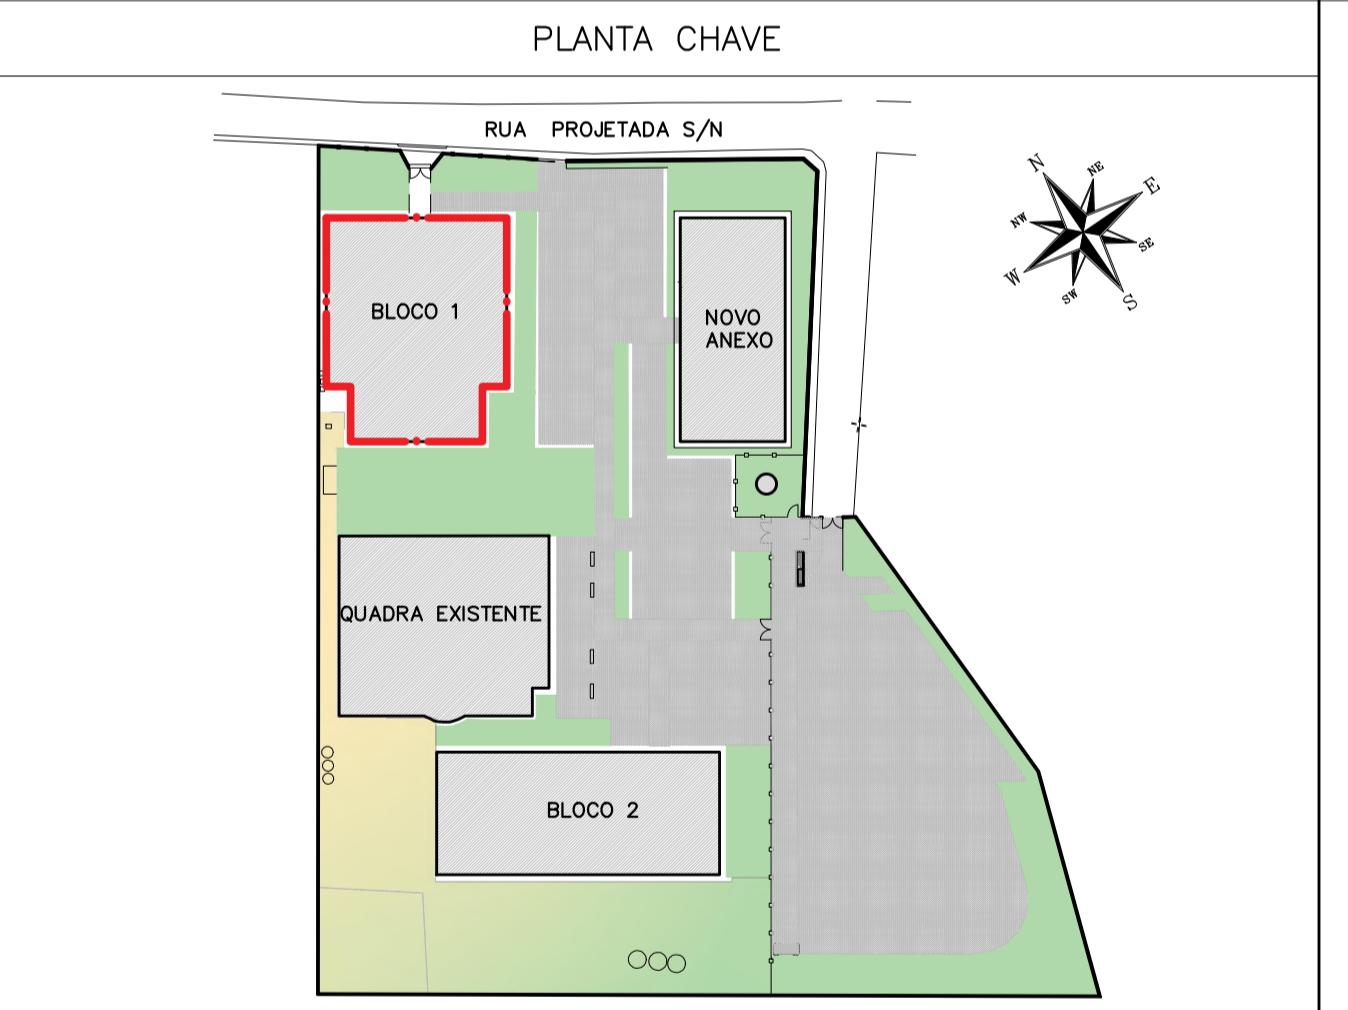 PLANTA CHAVE
RUA PROJETADA S/N
N
NE
E
NW
SE
W
SW
S
BLOCO 1
NOVO
ANEXO
QUADRA EXISTENTE
BLOCO 2